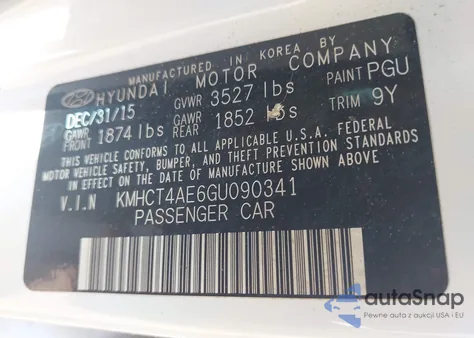 MANUFACTURED IN KOREA BY
HYUNDAI MOTOR COMPANY
DEC/31/15 GVWR 3527 lbs PAINT PGU
GAWR FRONT 1874 lbs GAWR REAR 1852 lbs TRIM 9Y
THIS VEHICLE CONFORMS TO ALL APPLICABLE U.S.A. FEDERAL
MOTOR VEHICLE SAFETY, BUMPER, AND THEFT PREVENTION STANDARDS
IN EFFECT ON THE DATE OF MANUFACTURE SHOWN ABOVE.
V.I.N KMHCT4AE6GU090341
PASSENGER CAR
autoSnap
Pewne auta z aukcji USA i EU